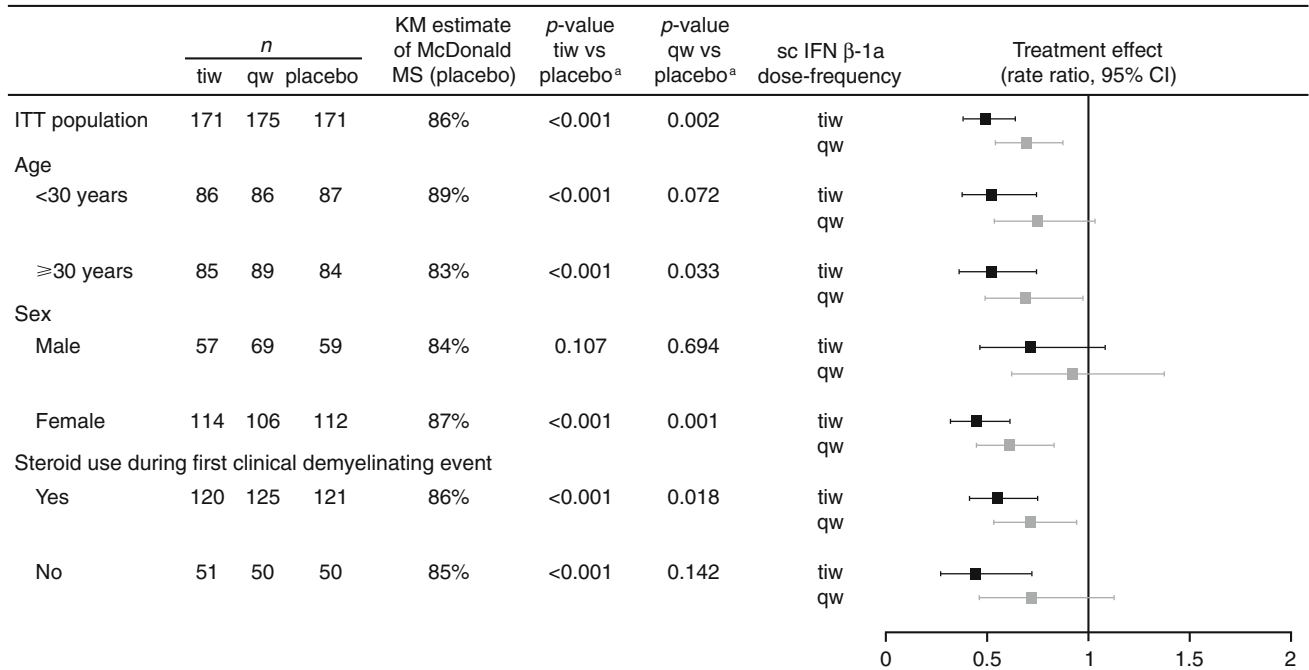 n
KM estimate of McDonald MS (placebo)
p-value tiw vs placebo a
p-value qw vs placebo a
sc IFN β-1a dose-frequency
Treatment effect (rate ratio, 95% CI)
tiw qw placebo
ITT population 171 175 171 86% <0.001 0.002 tiw
qw
Age
<30 years 86 86 87 89% <0.001 0.072 tiw
qw
⩾30 years 85 89 84 83% <0.001 0.033 tiw
qw
Sex
Male 57 69 59 84% 0.107 0.694 tiw
qw
Female 114 106 112 87% <0.001 0.001 tiw
qw
Steroid use during first clinical demyelinating event
Yes 120 125 121 86% <0.001 0.018 tiw
qw
No 51 50 50 85% <0.001 0.142 tiw
qw
0 0.5 1 1.5 2